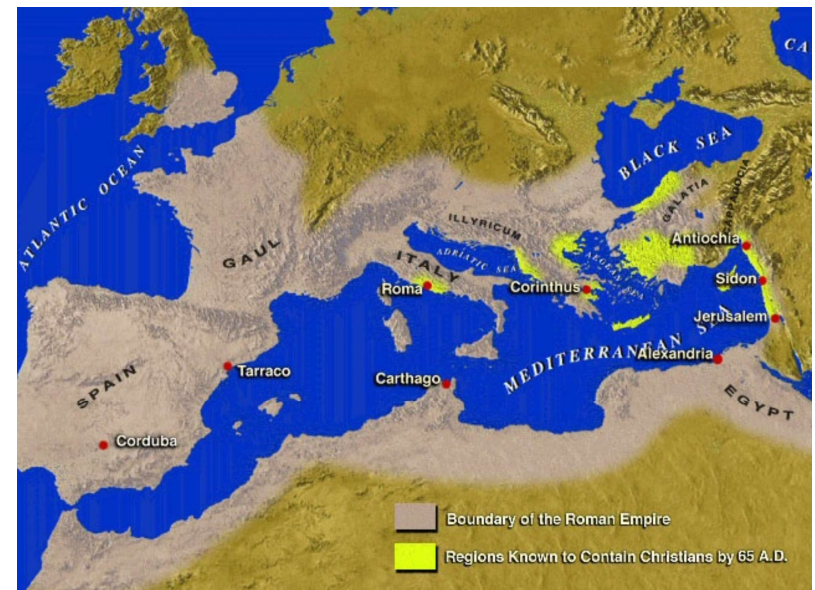 CA
BLACK SEA
ATLANTIC OCEAN
GALATIA
CAPPADOCIA
ILLYRICUM
Antiochia
GAUL
ITALY
ADRIATIC SEA
AEGEAN SEA
Sidon
Roma
Corinthus
Jerusalem
MEDITERRANEAN SEA
Alexandria
Tarraco
Carthago
SPAIN
EGYPT
Corduba
Boundary of the Roman Empire
Regions Known to Contain Christians by 65 A.D.